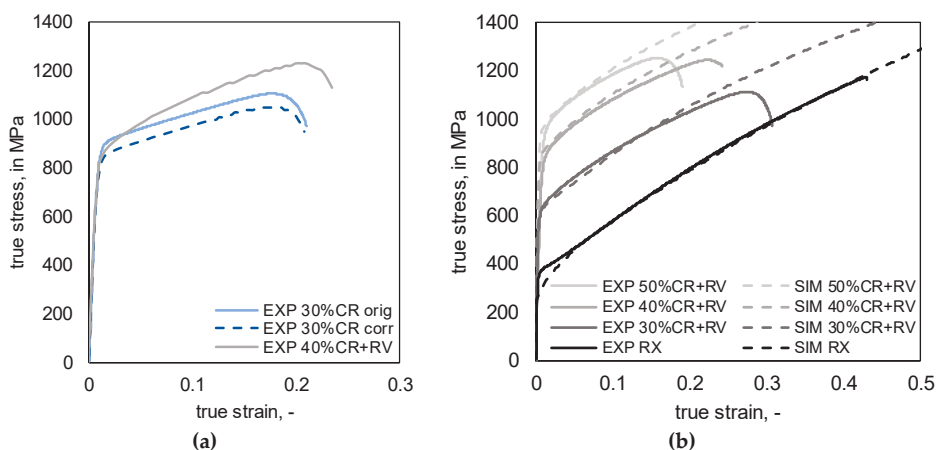 1400
1200
1000
800
600
400
200
0
true stress, in MPa
EXP 30%CR orig
EXP 30%CR corr
EXP 40%CR+RV
0 0.1 0.2 0.3
true strain, -
(a)
1400
1200
1000
800
600
400
200
0
true stress, in MPa
EXP 50%CR+RV SIM 50%CR+RV
EXP 40%CR+RV SIM 40%CR+RV
EXP 30%CR+RV SIM 30%CR+RV
EXP RX SIM RX
0 0.1 0.2 0.3 0.4 0.5
true strain, -
(b)